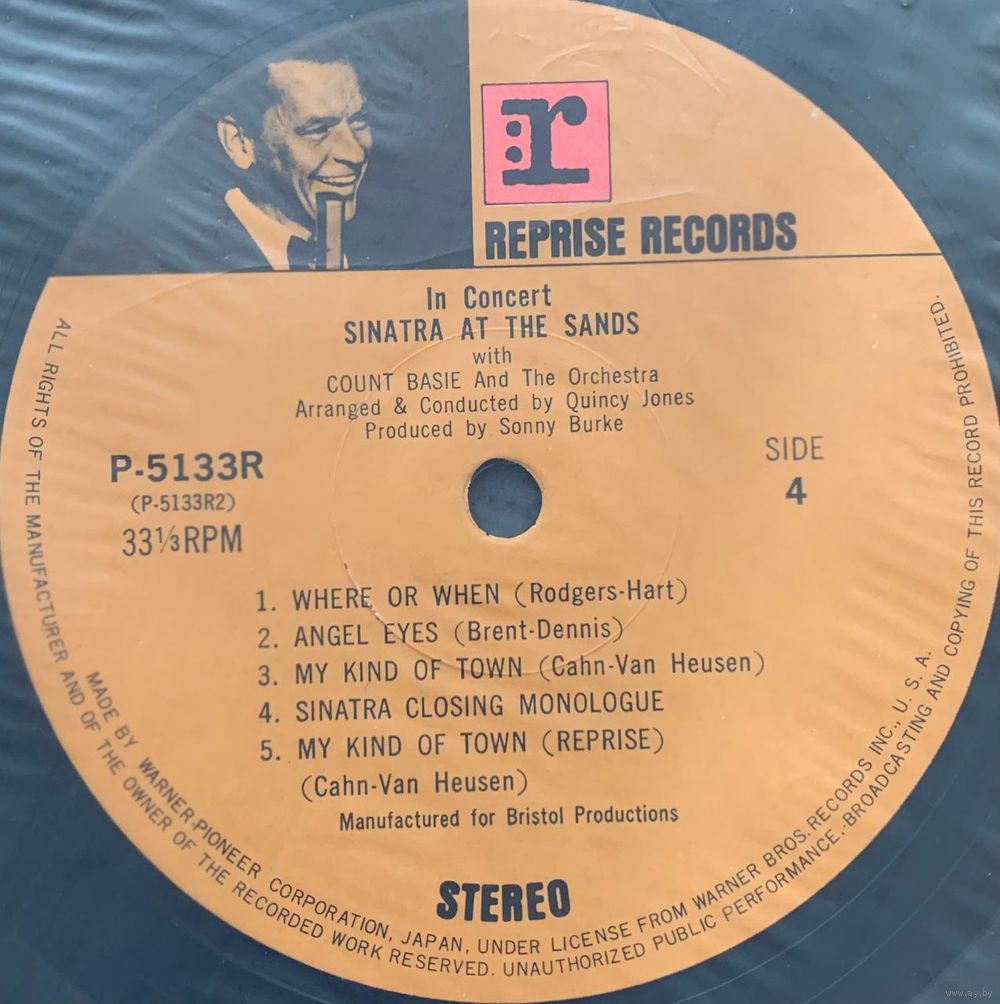 r:
REPRISE RECORDS
In Concert
SINATRA AT THE SANDS
with
COUNT BASIE And The Orchestra
Arranged & Conducted by Quincy Jones
Produced by Sonny Burke
P-5133R
(P-5133R2)
33⅓RPM
SIDE
4
1. WHERE OR WHEN (Rodgers-Hart)
2. ANGEL EYES (Brent-Dennis)
3. MY KIND OF TOWN (Cahn-Van Heusen)
4. SINATRA CLOSING MONOLOGUE
5. MY KIND OF TOWN (REPRISE)
(Cahn-Van Heusen)
Manufactured for Bristol Productions
STEREO
MADE BY WARNER-PIONEER CORPORATION, JAPAN, UNDER LICENSE FROM WARNER BROS. RECORDS INC., U. S. A.
ALL RIGHTS OF THE MANUFACTURER AND OF THE OWNER OF THE RECORDED WORK RESERVED. UNAUTHORIZED PUBLIC PERFORMANCE, BROADCASTING AND COPYING OF THIS RECORD PROHIBITED.
www.ay.by